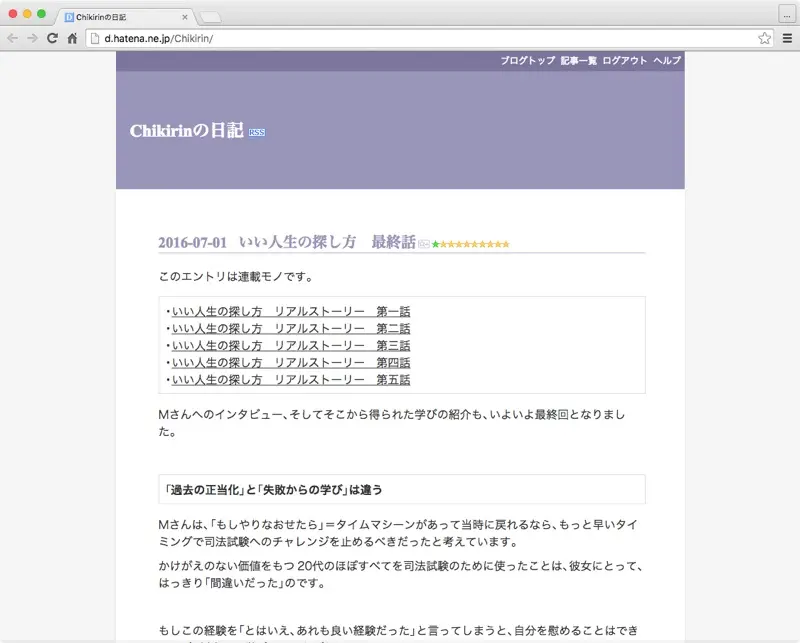 Chikirinの日記
d.hatena.ne.jp/Chikirin/
ブログトップ 記事一覧 ログアウト ヘルプ
Chikirinの日記 RSS
2016-07-01 いい人生の探し方　最終話
このエントリは連載モノです。
・いい人生の探し方　リアルストーリー　第一話
・いい人生の探し方　リアルストーリー　第二話
・いい人生の探し方　リアルストーリー　第三話
・いい人生の探し方　リアルストーリー　第四話
・いい人生の探し方　リアルストーリー　第五話
Mさんへのインタビュー、そしてそこから得られた学びの紹介も、いよいよ最終回となりまし
た。
「過去の正当化」と「失敗からの学び」は違う
Mさんは、「もしやりなおせたら」＝タイムマシーンがあって当時に戻れるなら、もっと早いタイ
ミングで司法試験へのチャレンジを止めるべきだったと考えています。
かけがえのない価値をもつ 20代のほぼすべてを司法試験のために使ったことは、彼女にとって、
はっきり「間違いだった」のです。
もしこの経験を「とはいえ、あれも良い経験だった」と言ってしまうと、自分を慰めることはでき